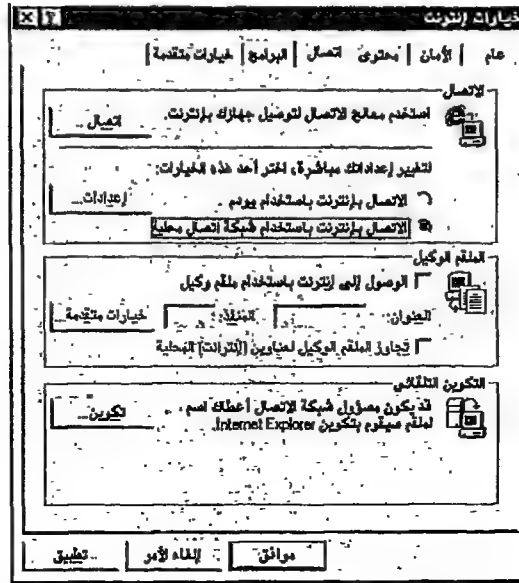 خيارات إنترنت
عام الأمان محتوى اتصال البرامج خيارات متقدمة
الاتصال
استخدم معالج الاتصال لتوصيل جهازك بإنترنت.
اتصال...
لتغيير إعداداتك مباشرة، اختر أحد هذه الخيارات:
الاتصال بإنترنت باستخدام مودم
إعدادات...
الاتصال بإنترنت باستخدام شبكة اتصال محلية
الملقم الوكيل
الوصول إلى إنترنت باستخدام ملقم وكيل
العنوان: المنفذ: خيارات متقدمة...
تجاوز الملقم الوكيل لعناوين (إنترانت) المحلية
التكوين التلقائي
قد يكون مسؤول شبكة الاتصال أعطاك اسم
لملقم سيقوم بتكوين Internet Explorer.
تكوين...
موافق إلغاء الأمر تطبيق